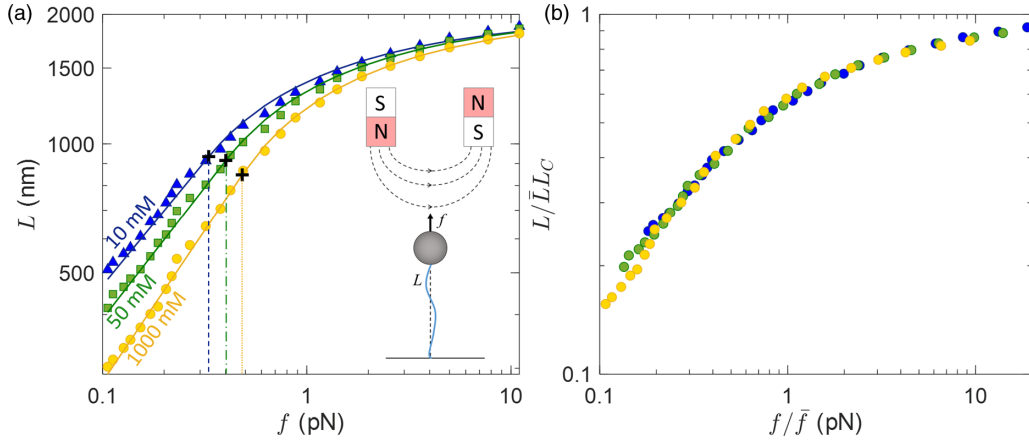 (a)
2000
1500
1000
500
L (nm)
10 mM
50 mM
1000 mM
S
N
N
S
f
L
0.1
1
10
f (pN)
(b)
1
0.1
L/L̄L_C
0.1
1
10
f/f̄ (pN)